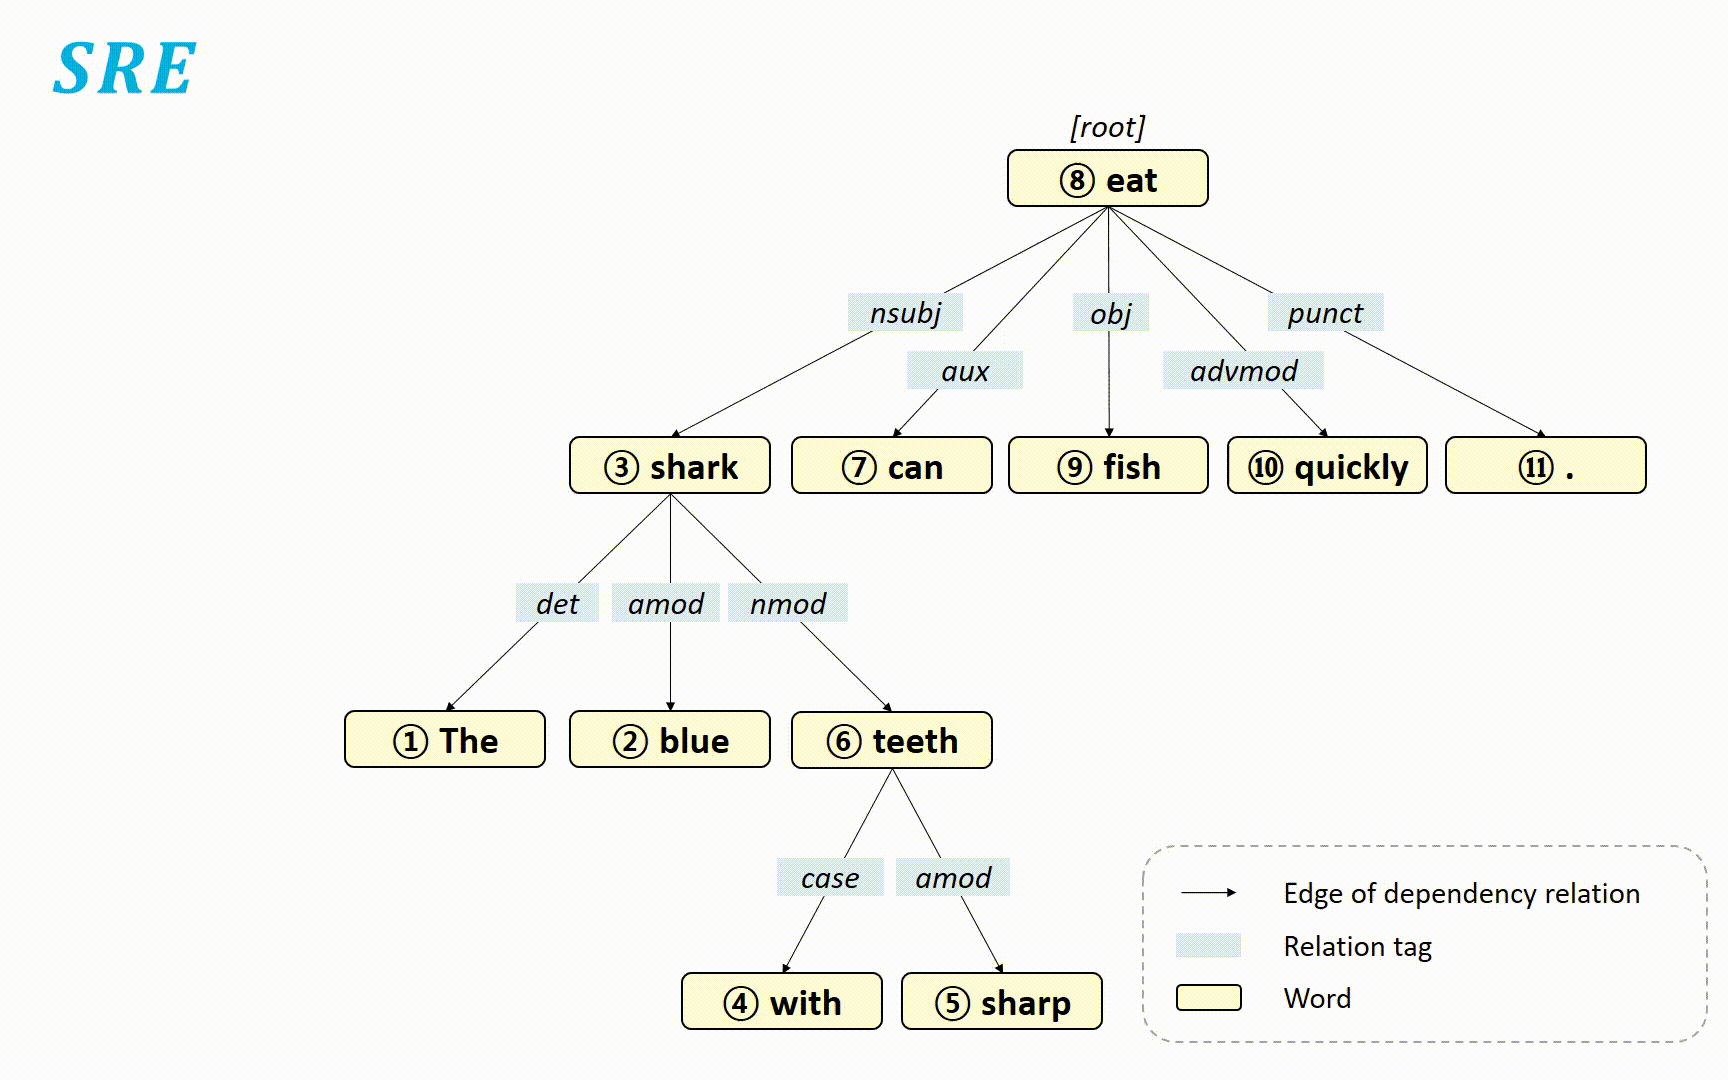 SRE
[root]
⑧ eat
nsubj
obj
punct
aux
advmod
③ shark
⑦ can
⑨ fish
⑩ quickly
⑪ .
det
amod
nmod
① The
② blue
⑥ teeth
case
amod
④ with
⑤ sharp
Edge of dependency relation
Relation tag
Word